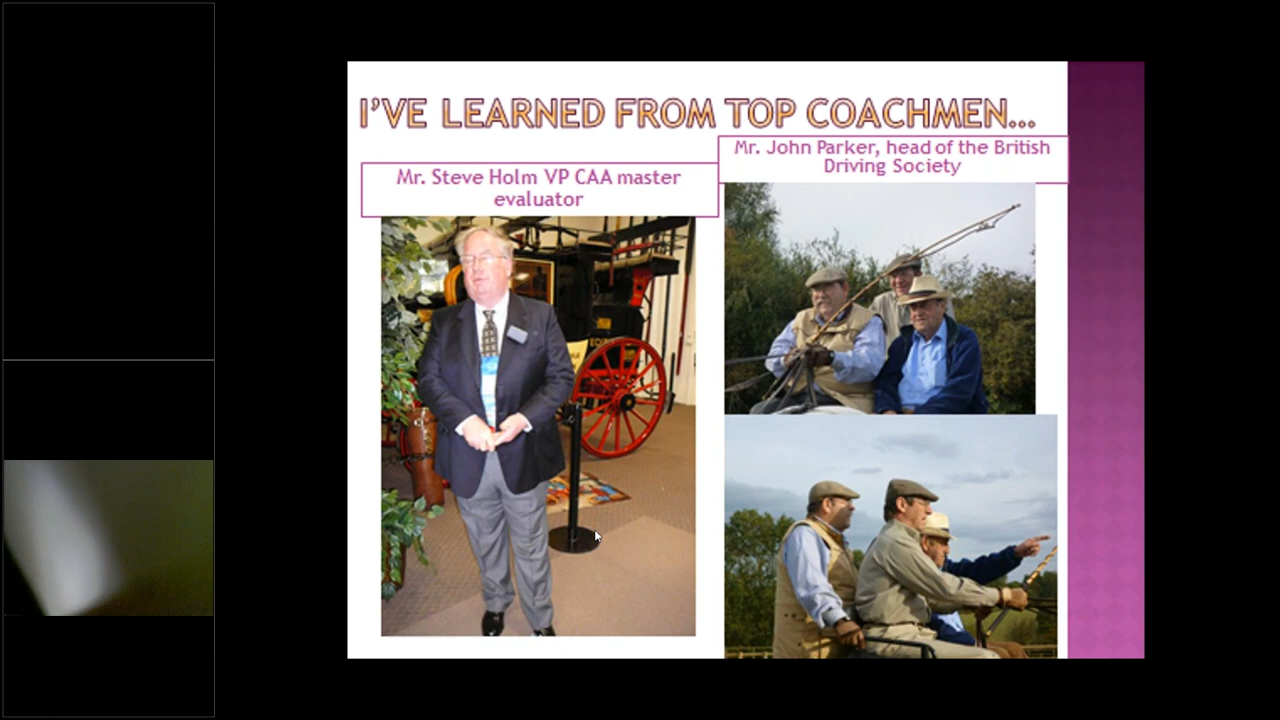 I'VE LEARNED FROM TOP COACHMEN...
Mr. Steve Holm VP CAA master
evaluator
Mr. John Parker, head of the British
Driving Society